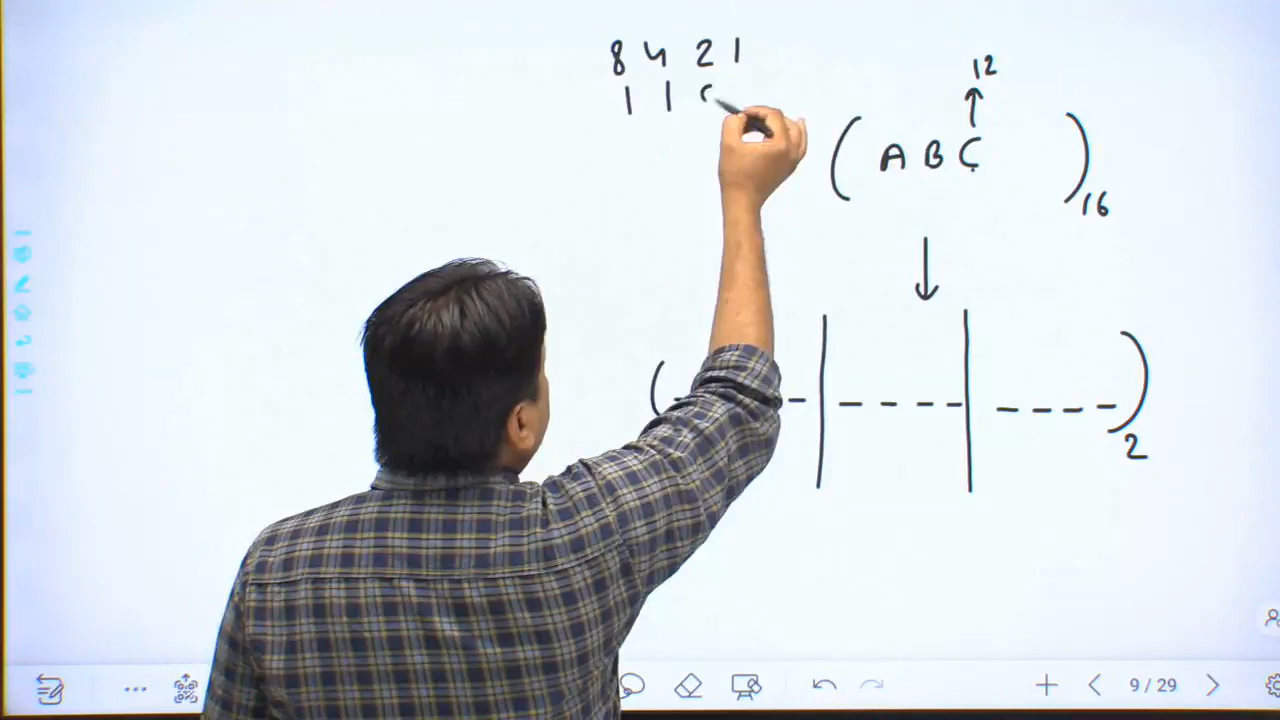 8 4 2 1
1 1
12
( A B C )16
( - - - - - - - - - )2
9 / 29